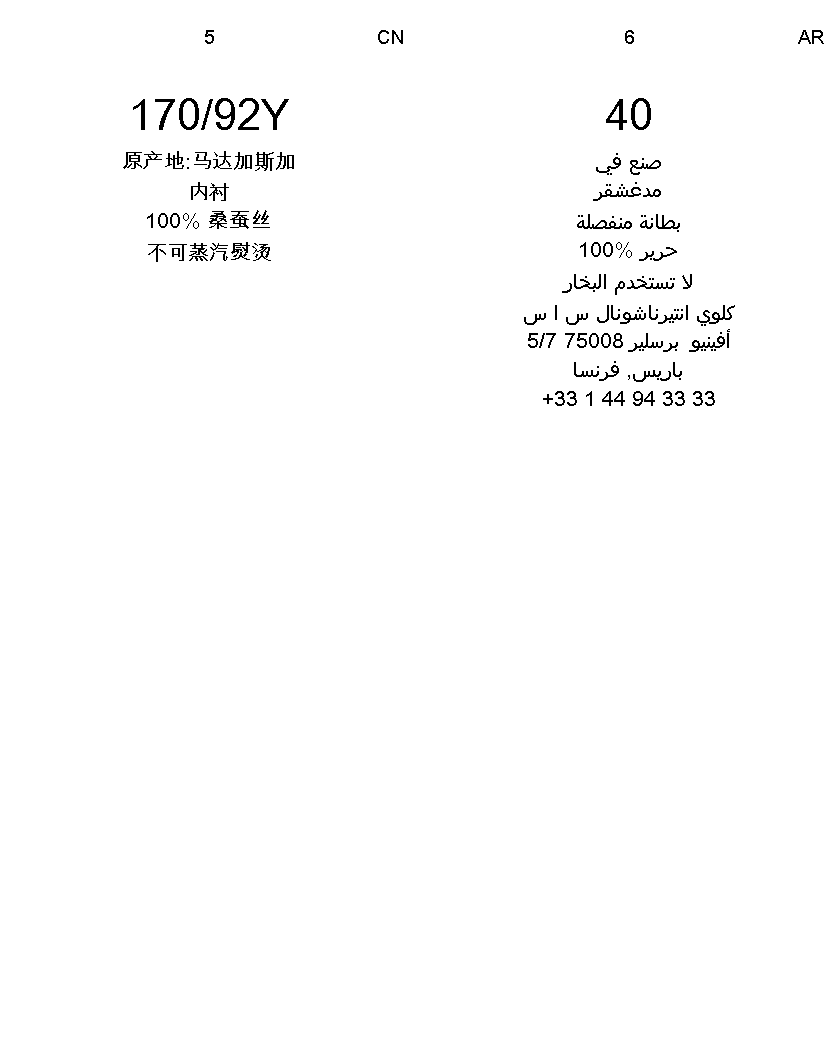 5
CN
170/92Y
原产地:马达加斯加
内衬
100% 桑蚕丝
不可蒸汽熨烫
6
AR
40
صنع في
مدغشقر
بطانة منفصلة
حرير %100
لا تستخدم البخار
كلوي انتيرناشونال س ا س
أفينيو برسلير 75008 5/7
باريس, فرنسا
+33 1 44 94 33 33